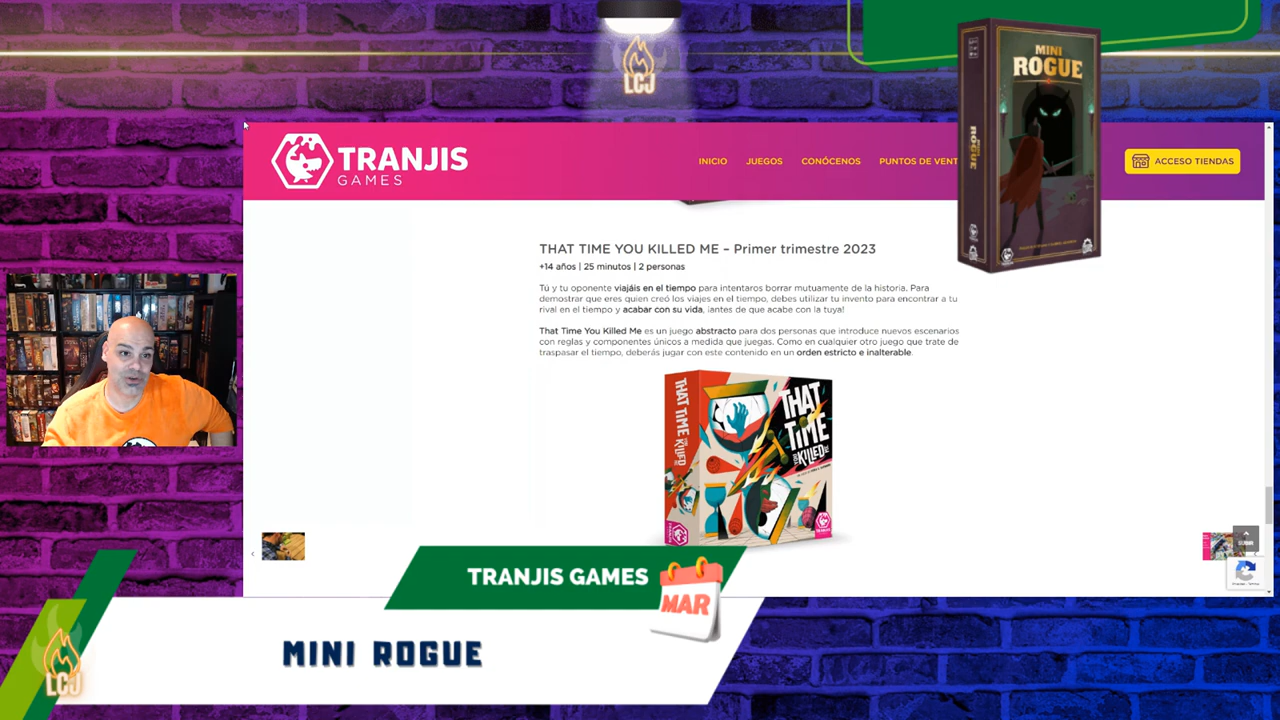 LCJ
MINI
ROGUE
MINI
ROGUE
TRANJIS
GAMES
INICIO
JUEGOS
CONÓCENOS
PUNTOS DE VENT
ACCESO TIENDAS
THAT TIME YOU KILLED ME – Primer trimestre 2023
+14 años | 25 minutos | 2 personas
Tú y tu oponente viajáis en el tiempo para intentaros borrar mutuamente de la historia. Para
demostrar que eres quien creó los viajes en el tiempo, debes utilizar tu invento para encontrar a tu
rival en el tiempo y acabar con su vida, ¡antes de que acabe con la tuya!
That Time You Killed Me es un juego abstracto para dos personas que introduce nuevos escenarios
con reglas y componentes únicos a medida que juegas. Como en cualquier otro juego que trate de
traspasar el tiempo, deberás jugar con este contenido en un orden estricto e inalterable.
THAT TIME
YOU KILLED ME
THAT
TIME
YOU KILLED ME
TRANJIS
TRANJIS
SUBIR
TRANJIS GAMES
MAR
MINI ROGUE
LCJ